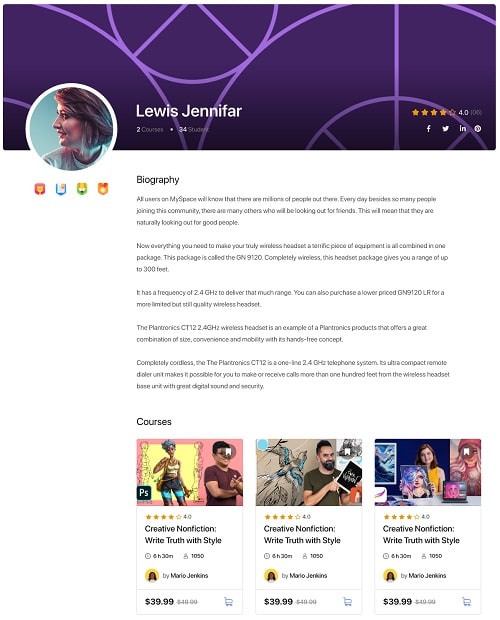 Lewis Jennifar
2 Courses • 34 Student
4.0 (06)
Biography
All users on MySpace will know that there are millions of people out there. Every day besides so many people
joining this community, there are many others who will be looking out for friends. This will mean that they are
naturally looking out for good people.
Now everything you need to make your truly wireless headset a terrific piece of equipment is all combined in one
package. This package is called the GN 9120. Completely wireless, this headset package gives you a range of up
to 300 feet.
It has a frequency of 2.4 GHz to deliver that much range. You can also purchase a lower priced GN9120 LR for a
more limited but still quality wireless headset.
The Plantronics CT12 2.4GHz wireless headset is an example of a Plantronics products that offers a great
combination of size, convenience and mobility with its hands-free concept.
Completely cordless, the The Plantronics CT12 is a one-line 2.4 GHz telephone system. Its ultra compact remote
dialer unit makes it possible for you to make or receive calls more than one hundred feet from the wireless headset
base unit with great digital sound and security.
Courses
Ps
4.0 4.0 4.0
Creative Nonfiction: Creative Nonfiction: Creative Nonfiction:
Write Truth with Style Write Truth with Style Write Truth with Style
6 h 30m 1050 6 h 30m 1050 6 h 30m 1050
by Mario Jenkins by Mario Jenkins by Mario Jenkins
$39.99 $49.99 $39.99 $49.99 $39.99 $49.99